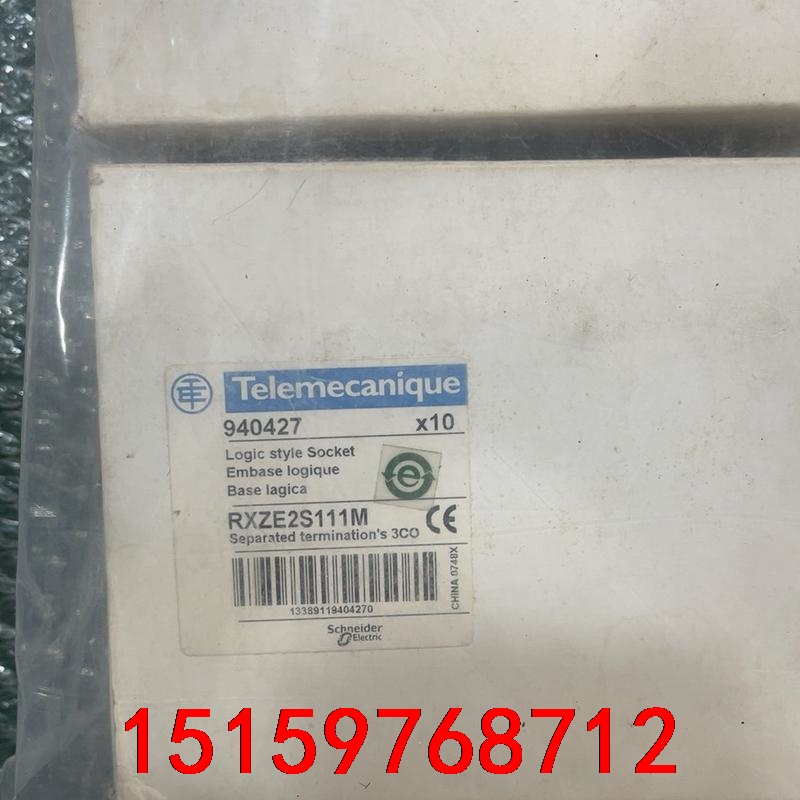 Telemecanique
940427 x10
Logic style Socket
Embase logique
Base lagica
e
RXZE2S111M CE
Separated termination's 3CO
CHINA 0748X
13389119404270
Schneider
Electric
15159768712